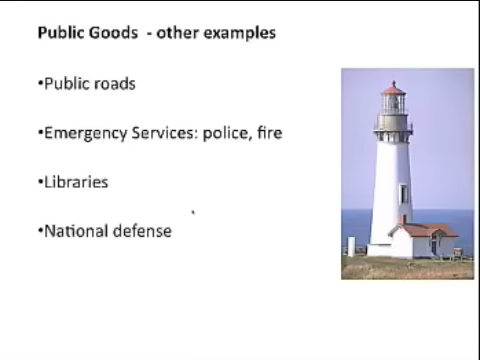 Public Goods - other examples
•Public roads
•Emergency Services: police, fire
•Libraries
•National defense